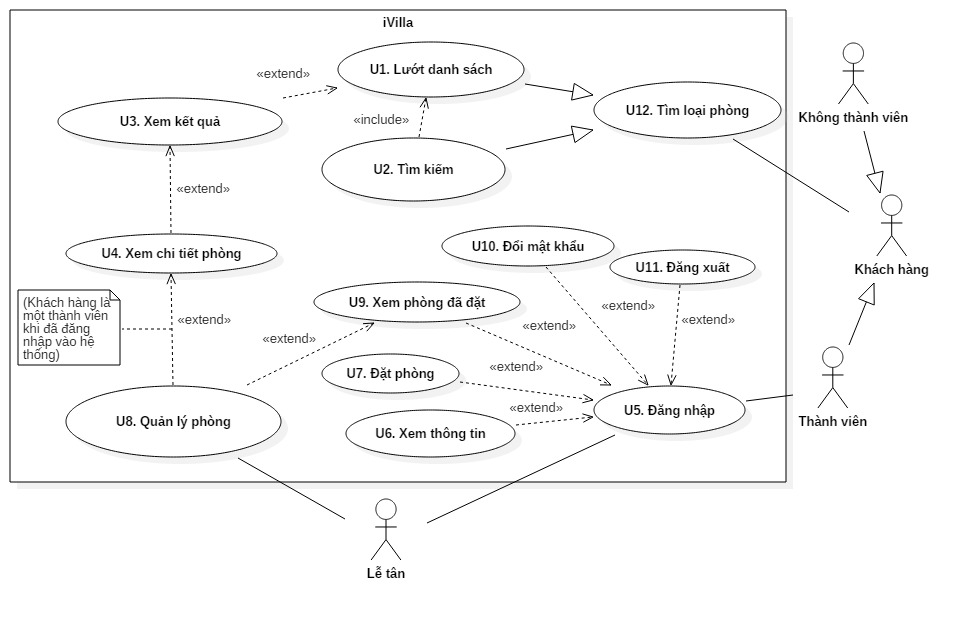 iVilla
«extend»
U1. Lướt danh sách
U12. Tìm loại phòng
Không thành viên
U3. Xem kết quả
«include»
U2. Tìm kiếm
«extend»
U4. Xem chi tiết phòng
U10. Đổi mật khẩu
U11. Đăng xuất
Khách hàng
(Khách hàng là
một thành viên
khi đã đăng
nhập vào hệ
thống)
«extend»
U9. Xem phòng đã đặt
«extend»
«extend»
«extend»
«extend»
U7. Đặt phòng
«extend»
«extend»
U5. Đăng nhập
U8. Quản lý phòng
U6. Xem thông tin
Thành viên
Lễ tân